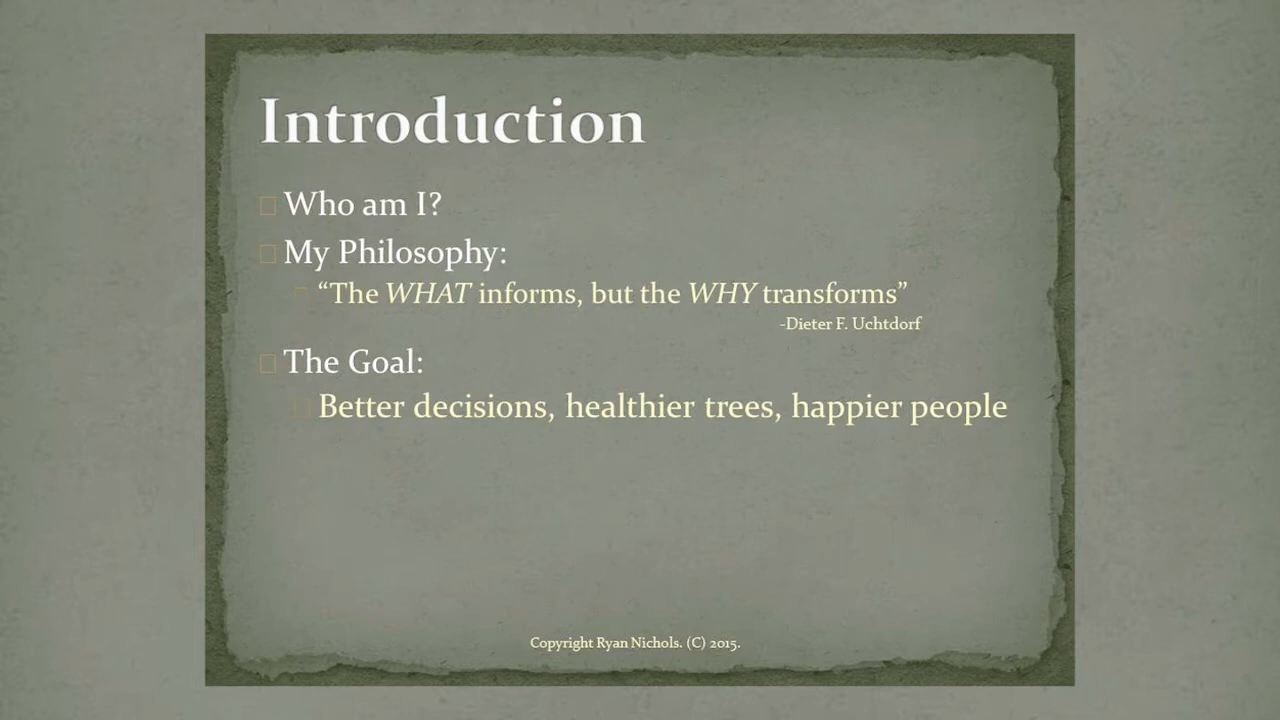 Introduction
Who am I?
My Philosophy:
“The WHAT informs, but the WHY transforms”
-Dieter F. Uchtdorf
The Goal:
Better decisions, healthier trees, happier people
Copyright Ryan Nichols. (C) 2015.